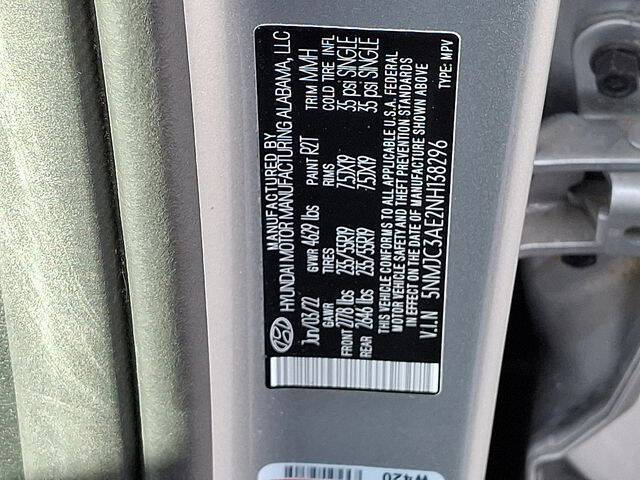 MANUFACTURED BY
HYUNDAI MOTOR MANUFACTURING ALABAMA, LLC
Jun/03/22 GVWR 4629 lbs PAINT R2T TRIM MMH
GAWR TIRES RIMS COLD TIRE INFL
FRONT 2778 lbs 235/55R19 7.5JX19 35 psi SINGLE
REAR 2646 lbs 235/55R19 7.5JX19 35 psi SINGLE
THIS VEHICLE CONFORMS TO ALL APPLICABLE U.S.A. FEDERAL
MOTOR VEHICLE SAFETY AND THEFT PREVENTION STANDARDS
IN EFFECT ON THE DATE OF MANUFACTURE SHOWN ABOVE
V.I.N 5NMJC3AE2NH138296 TYPE: MPV
W420